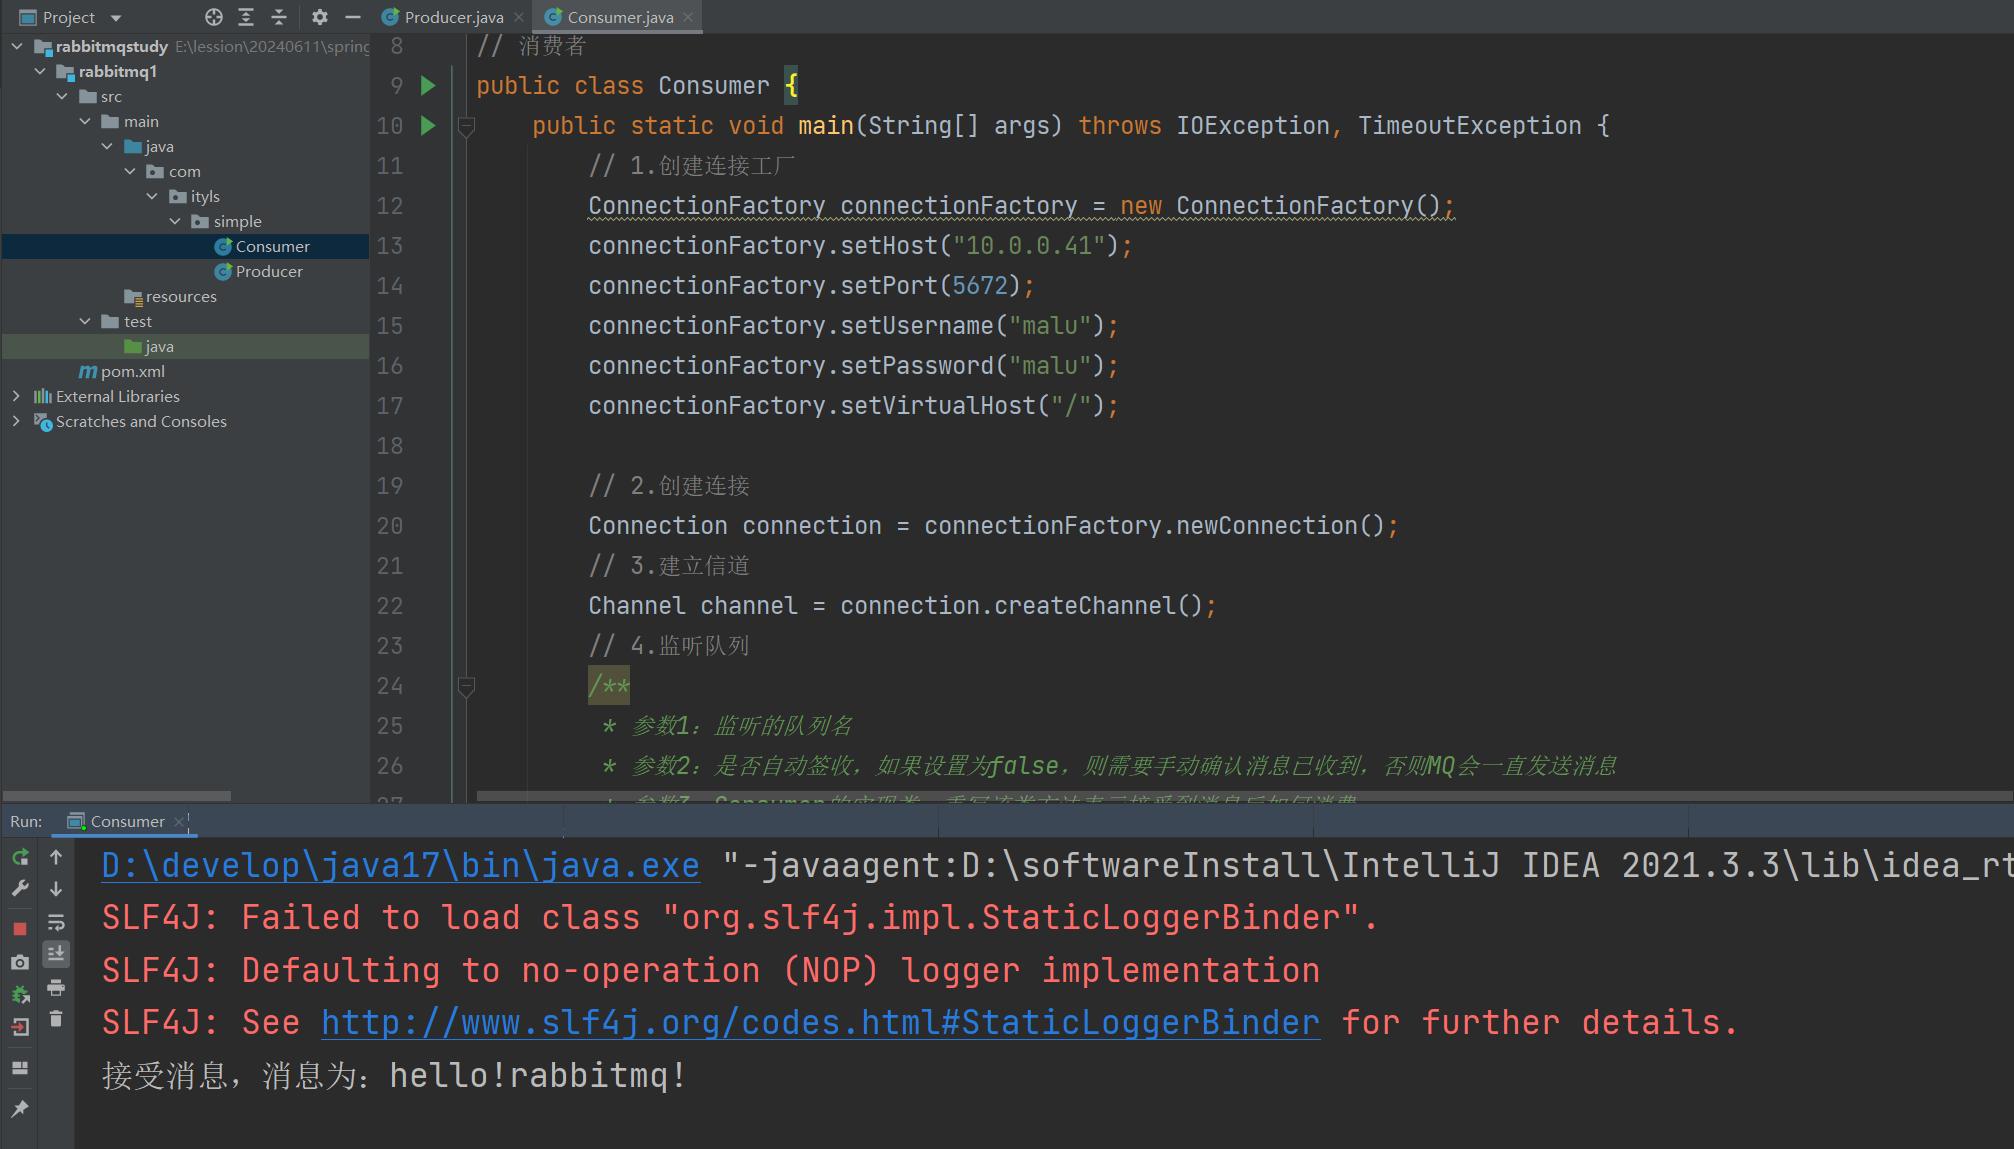 Project
Producer.java
Consumer.java
rabbitmqstudy E:\lession\20240611\spring
rabbitmq1
src
main
java
com
ityls
simple
Consumer
Producer
resources
test
java
pom.xml
External Libraries
Scratches and Consoles
8 // 消费者
9 public class Consumer {
10 public static void main(String[] args) throws IOException, TimeoutException {
11 // 1.创建连接工厂
12 ConnectionFactory connectionFactory = new ConnectionFactory();
13 connectionFactory.setHost("10.0.0.41");
14 connectionFactory.setPort(5672);
15 connectionFactory.setUsername("malu");
16 connectionFactory.setPassword("malu");
17 connectionFactory.setVirtualHost("/");
18
19 // 2.创建连接
20 Connection connection = connectionFactory.newConnection();
21 // 3.建立信道
22 Channel channel = connection.createChannel();
23 // 4.监听队列
24 /**
25 * 参数1：监听的队列名
26 * 参数2：是否自动签收，如果设置为false，则需要手动确认消息已收到，否则MQ会一直发送消息
Run: Consumer
D:\develop\java17\bin\java.exe "-javaagent:D:\softwareInstall\IntelliJ IDEA 2021.3.3\lib\idea_rt
SLF4J: Failed to load class "org.slf4j.impl.StaticLoggerBinder".
SLF4J: Defaulting to no-operation (NOP) logger implementation
SLF4J: See http://www.slf4j.org/codes.html#StaticLoggerBinder for further details.
接受消息，消息为：hello!rabbitmq!